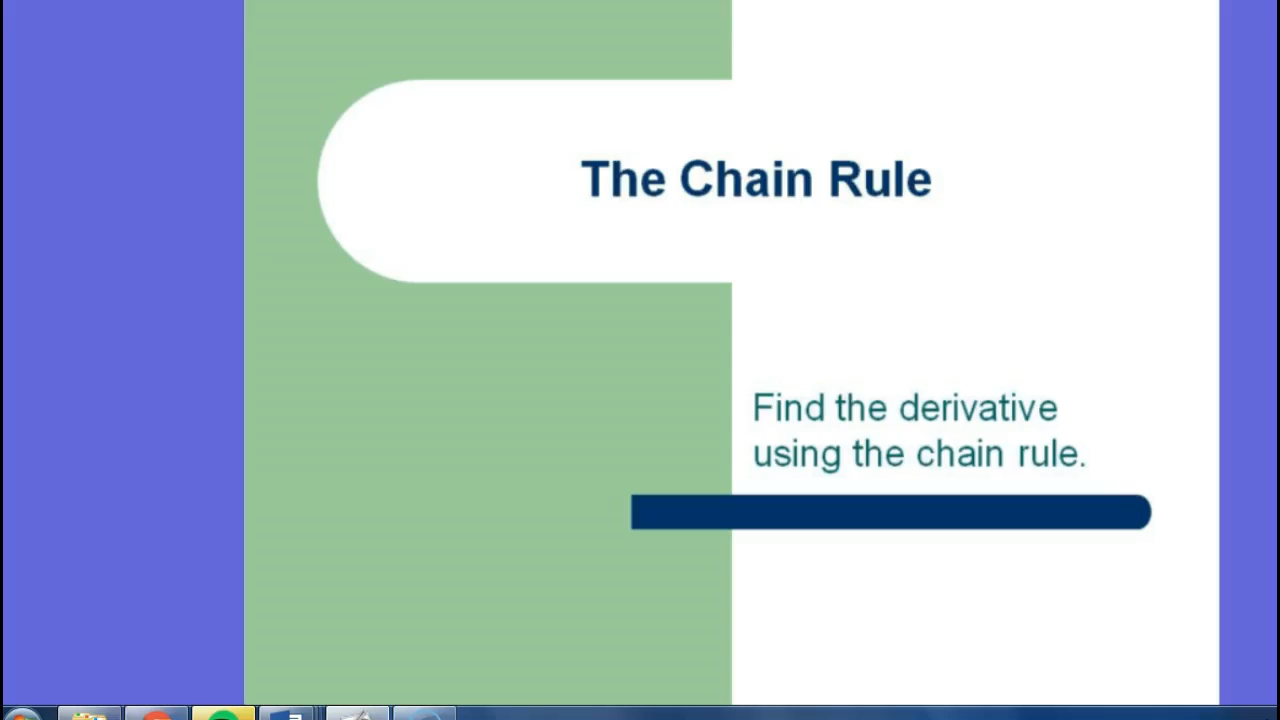 The Chain Rule
Find the derivative
using the chain rule.